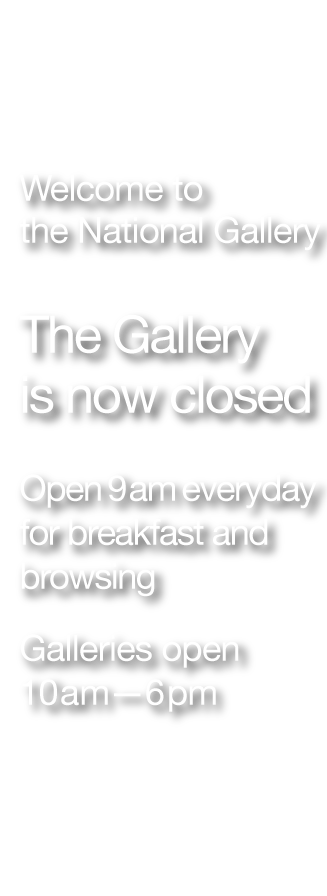 Welcome to
the National Gallery
The Gallery
is now closed
Open 9am everyday
for breakfast and
browsing
Galleries open
10am—6pm